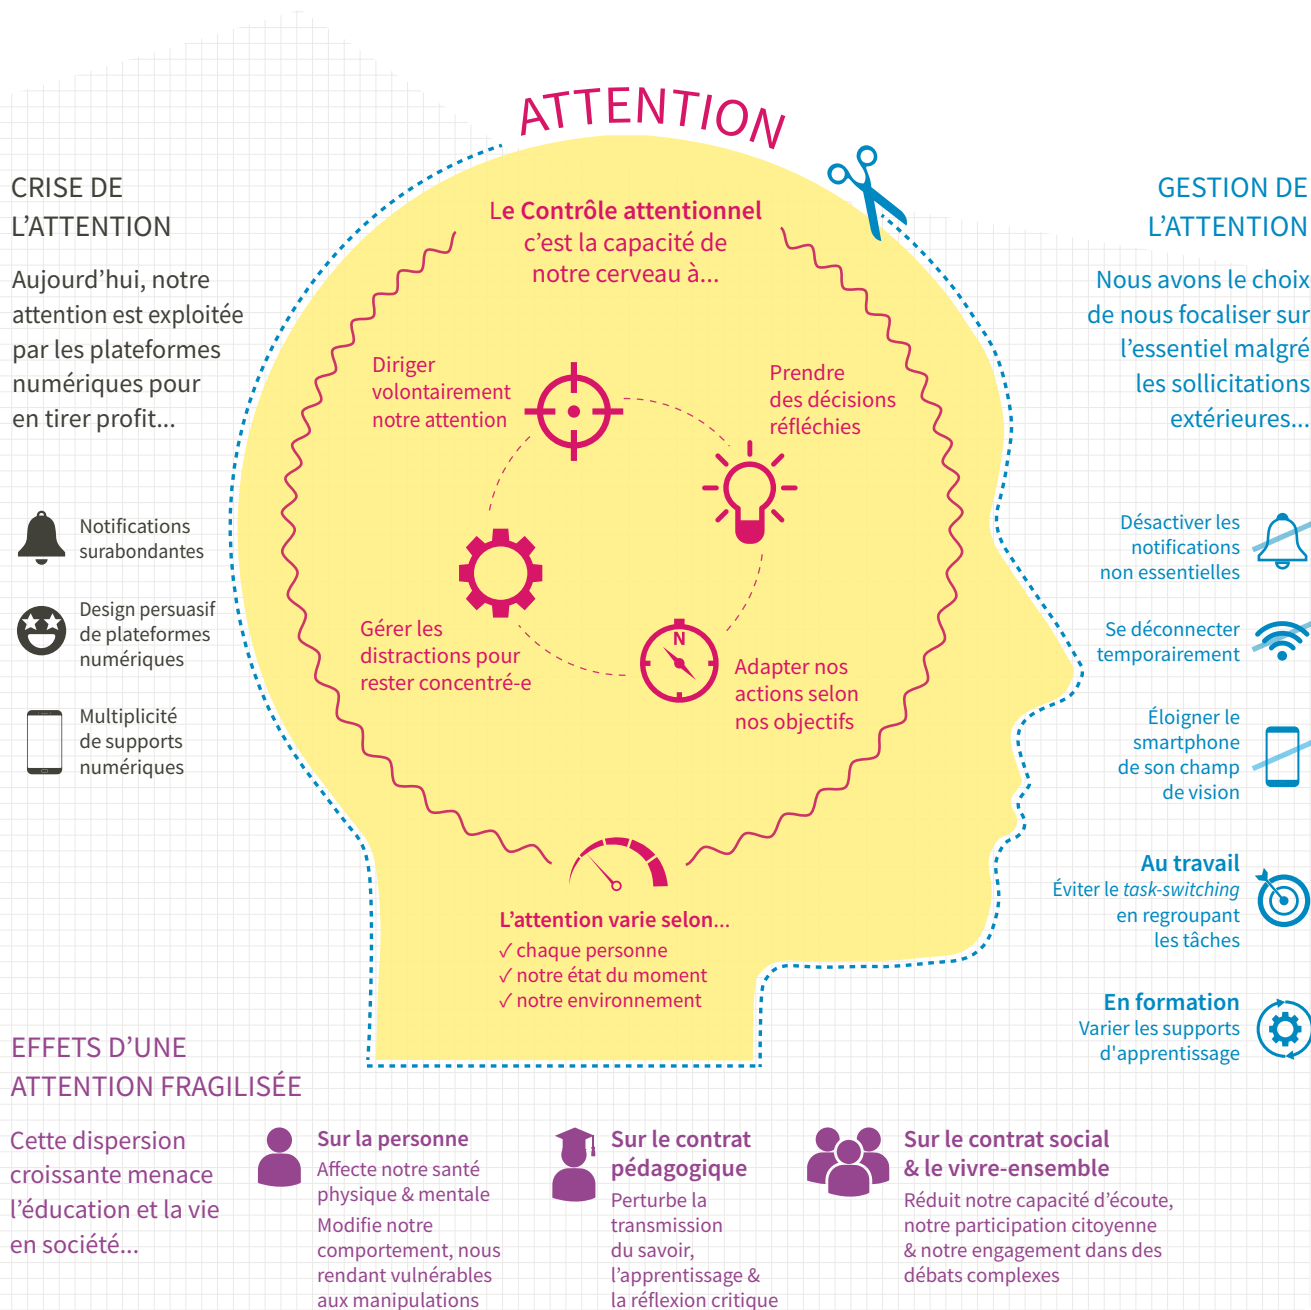 ATTENTION
CRISE DE
L'ATTENTION
Aujourd'hui, notre
attention est exploitée
par les plateformes
numériques pour
en tirer profit...
Notifications
surabondantes
Design persuasif
de plateformes
numériques
Multiplicité
de supports
numériques
Le Contrôle attentionnel
c'est la capacité de
notre cerveau à...
Diriger
volontairement
notre attention
Prendre
des décisions
réfléchies
Gérer les
distractions pour
rester concentré-e
N
Adapter nos
actions selon
nos objectifs
L'attention varie selon...
✓ chaque personne
✓ notre état du moment
✓ notre environnement
GESTION DE
L'ATTENTION
Nous avons le choix
de nous focaliser sur
l'essentiel malgré
les sollicitations
extérieures...
Désactiver les
notifications
non essentielles
Se déconnecter
temporairement
Éloigner le
smartphone
de son champ
de vision
Au travail
Éviter le task-switching
en regroupant
les tâches
En formation
Varier les supports
d'apprentissage
EFFETS D'UNE
ATTENTION FRAGILISÉE
Cette dispersion
croissante menace
l'éducation et la vie
en société...
Sur la personne
Affecte notre santé
physique & mentale
Modifie notre
comportement, nous
rendant vulnérables
aux manipulations
Sur le contrat
pédagogique
Perturbe la
transmission
du savoir,
l'apprentissage &
la réflexion critique
Sur le contrat social
& le vivre-ensemble
Réduit notre capacité d'écoute,
notre participation citoyenne
& notre engagement dans des
débats complexes